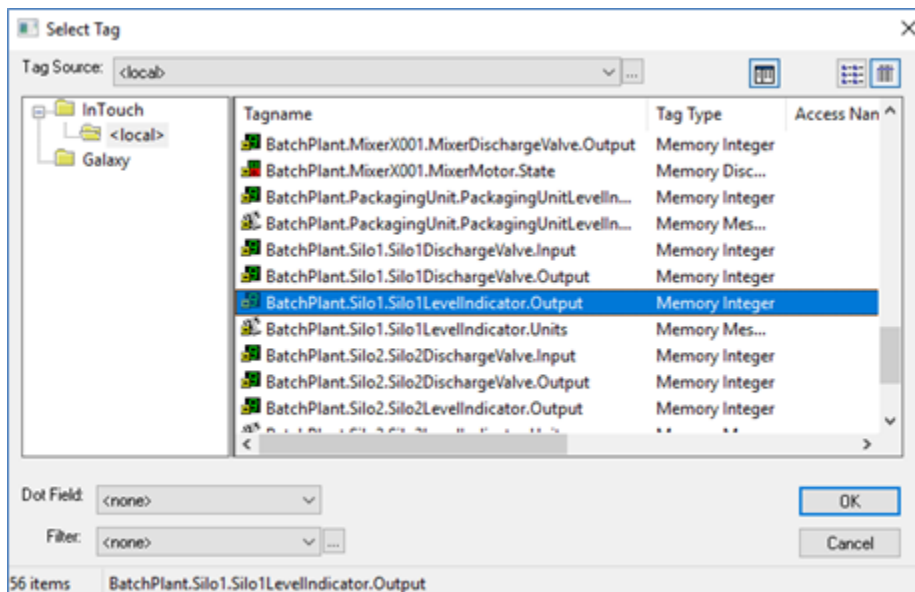 Select Tag
Tag Source: <local> ...
InTouch
<local>
Galaxy
Tagname Tag Type Access Nan
BatchPlant.MixerX001.MixerDischargeValve.Output Memory Integer
BatchPlant.MixerX001.MixerMotor.State Memory Disc...
BatchPlant.PackagingUnit.PackagingUnitLevelIn... Memory Integer
BatchPlant.PackagingUnit.PackagingUnitLevelIn... Memory Mes...
BatchPlant.Silo1.Silo1DischargeValve.Input Memory Integer
BatchPlant.Silo1.Silo1DischargeValve.Output Memory Integer
BatchPlant.Silo1.Silo1LevelIndicator.Output Memory Integer
BatchPlant.Silo1.Silo1LevelIndicator.Units Memory Mes...
BatchPlant.Silo2.Silo2DischargeValve.Input Memory Integer
BatchPlant.Silo2.Silo2DischargeValve.Output Memory Integer
BatchPlant.Silo2.Silo2LevelIndicator.Output Memory Integer
Dot Field: <none>
OK
Filter: <none> ...
Cancel
56 items BatchPlant.Silo1.Silo1LevelIndicator.Output